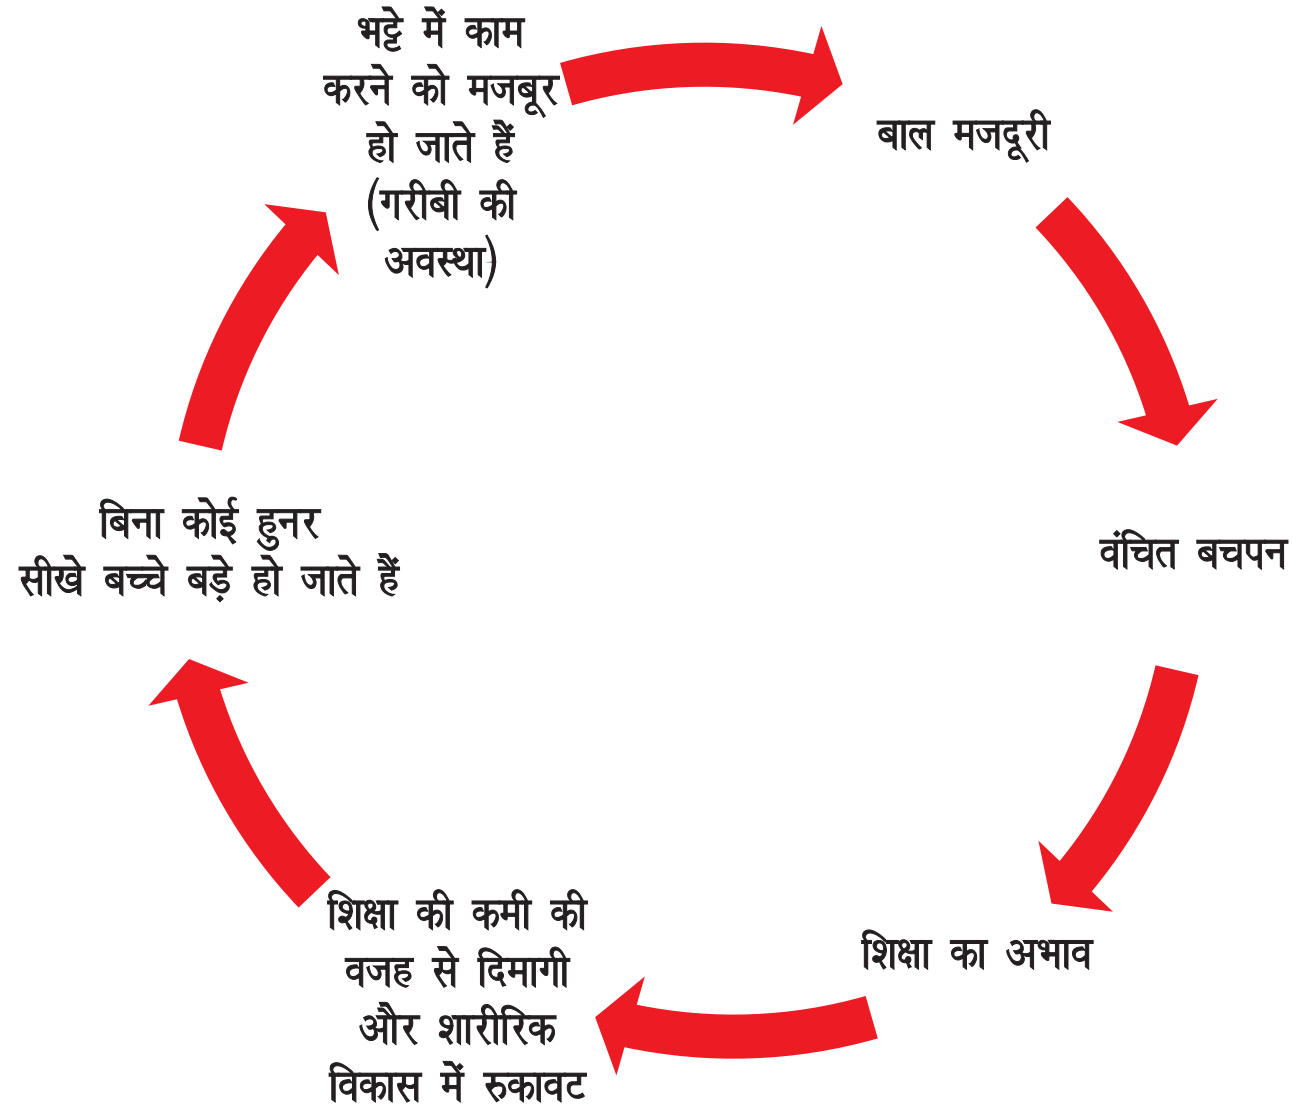 भट्टे में काम
करने को मजबूर
हो जाते हैं
(गरीबी की
अवस्था)
बाल मजदूरी
वंचित बचपन
शिक्षा का अभाव
शिक्षा की कमी की
वजह से दिमागी
और शारीरिक
विकास में रुकावट
बिना कोई हुनर
सीखे बच्चे बड़े हो जाते हैं